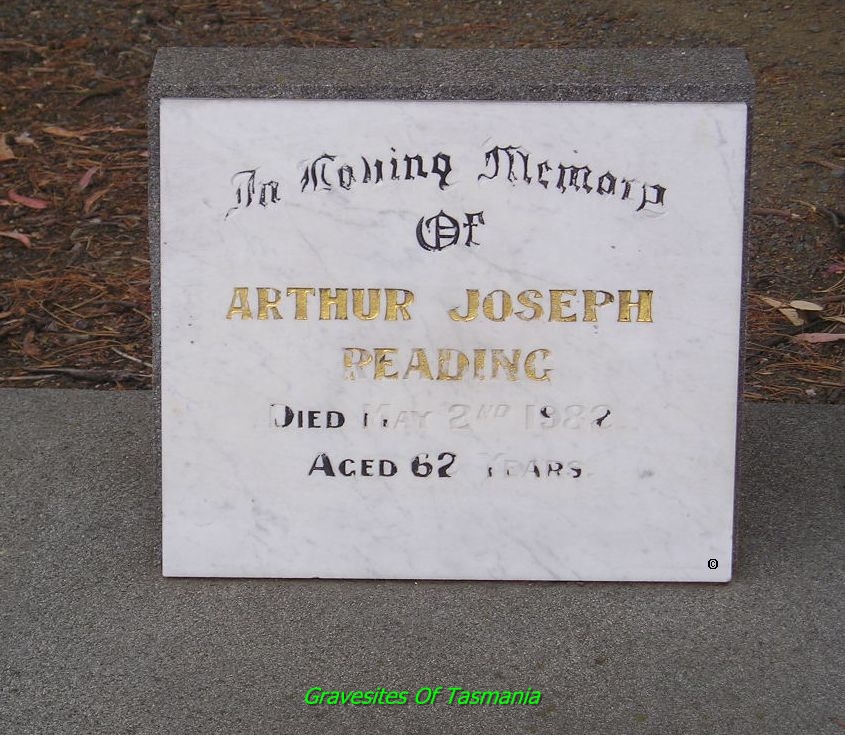 In Loving Memory
Of
ARTHUR JOSEPH
READING
DIED MAY 2ND 1982
AGED 62 YEARS
©
Gravesites Of Tasmania